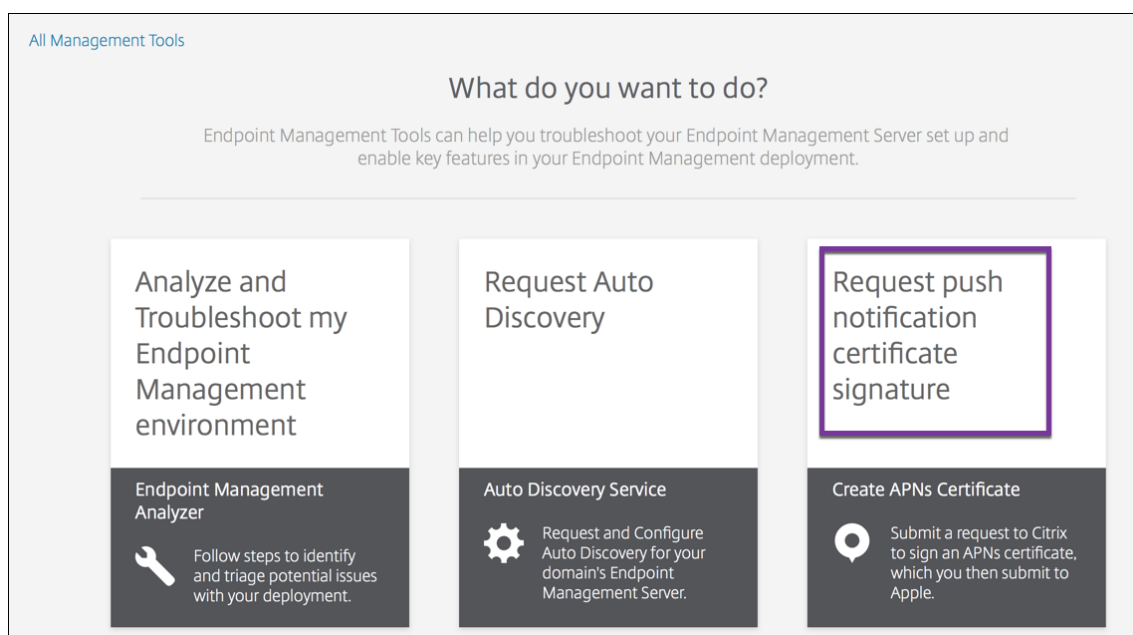 All Management Tools
What do you want to do?
Endpoint Management Tools can help you troubleshoot your Endpoint Management Server set up and
enable key features in your Endpoint Management deployment.
Analyze and
Troubleshoot my
Endpoint
Management
environment
Endpoint Management
Analyzer
Follow steps to identify
and triage potential issues
with your deployment.
Request Auto
Discovery
Auto Discovery Service
Request and Configure
Auto Discovery for your
domain's Endpoint
Management Server.
Request push
notification
certificate
signature
Create APNs Certificate
Submit a request to Citrix
to sign an APNs certificate,
which you then submit to
Apple.